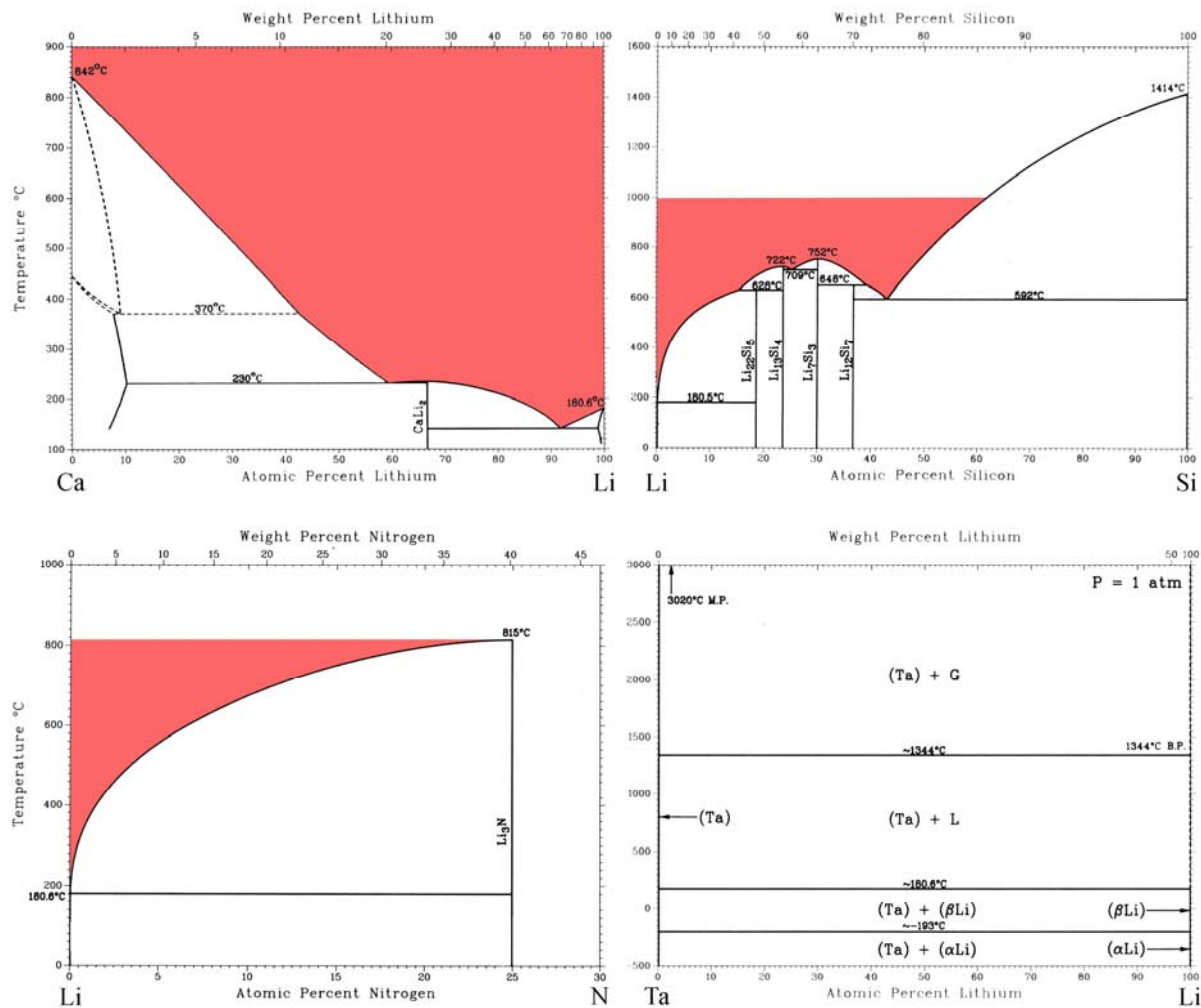 Weight Percent Lithium
0 5 10 20 30 40 50 60 70 80 100
900
800
700
600
500
400
300
200
100
Temperature °C
842°C
370°C
230°C
180.6°C
CaLi2
0 10 20 30 40 50 60 70 80 90 100
Ca Atomic Percent Lithium Li
Weight Percent Silicon
0 10 20 30 40 50 60 70 80 90 100
1600
1400
1200
1000
800
600
400
200
0
1414°C
752°C
722°C
709°C
648°C
628°C
592°C
180.5°C
Li22Si5
Li13Si4
Li7Si3
Li12Si7
0 10 20 30 40 50 60 70 80 90 100
Li Atomic Percent Silicon Si
Weight Percent Nitrogen
0 5 10 20 30 40 45
1000
800
600
400
200
0
Temperature °C
815°C
180.6°C
Li3N
0 5 10 15 20 25 30
Li Atomic Percent Nitrogen N
Weight Percent Lithium
0 50 100
3000
2000
1500
1000
500
0
-500
P = 1 atm
3020°C M.P.
(Ta) + G
~1344°C
1344°C B.P.
(Ta)
(Ta) + L
~180.6°C
(Ta) + (βLi)
(βLi)
~-193°C
(Ta) + (αLi)
(αLi)
0 10 20 30 40 50 60 70 80 90 100
Ta Atomic Percent Lithium Li